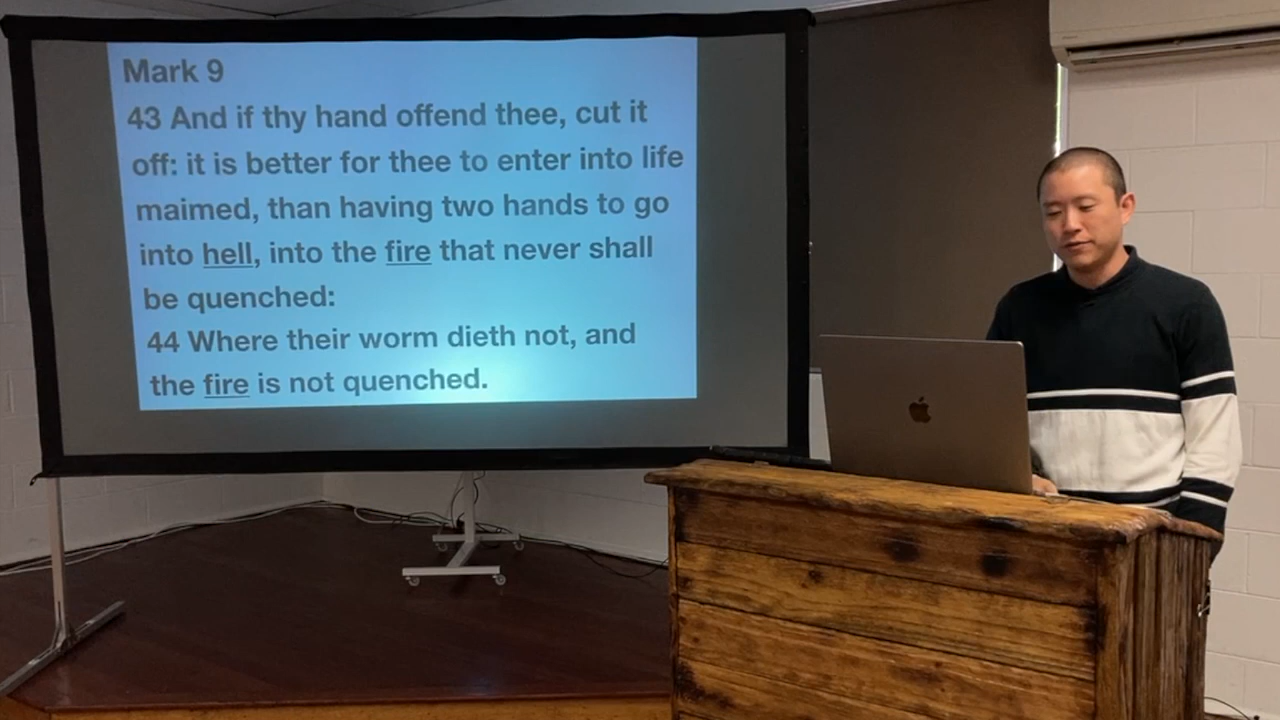 Mark 9
43 And if thy hand offend thee, cut it
off: it is better for thee to enter into life
maimed, than having two hands to go
into hell, into the fire that never shall
be quenched:
44 Where their worm dieth not, and
the fire is not quenched.